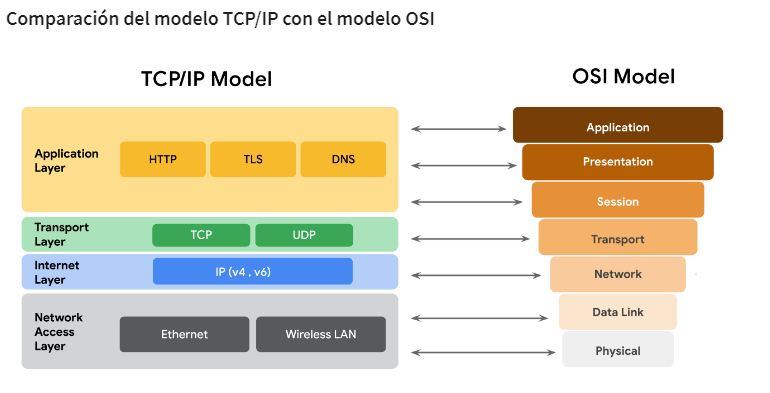 Comparación del modelo TCP/IP con el modelo OSI
TCP/IP Model
OSI Model
Application
Layer
HTTP
TLS
DNS
Transport
Layer
TCP
UDP
Internet
Layer
IP (v4 , v6)
Network
Access
Layer
Ethernet
Wireless LAN
Application
Presentation
Session
Transport
Network
Data Link
Physical